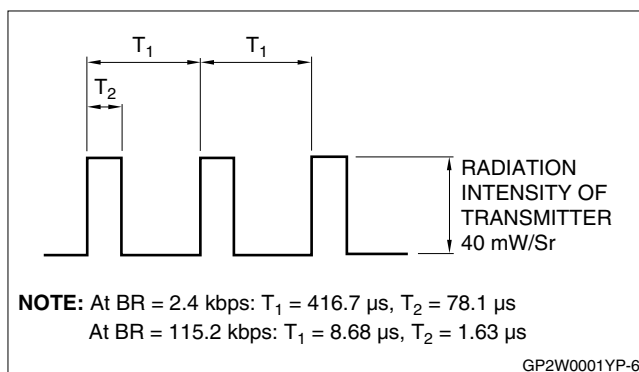 T₁ T₁
T₂
RADIATION
INTENSITY OF
TRANSMITTER
40 mW/Sr
NOTE: At BR = 2.4 kbps: T₁ = 416.7 µs, T₂ = 78.1 µs
At BR = 115.2 kbps: T₁ = 8.68 µs, T₂ = 1.63 µs
GP2W0001YP-6